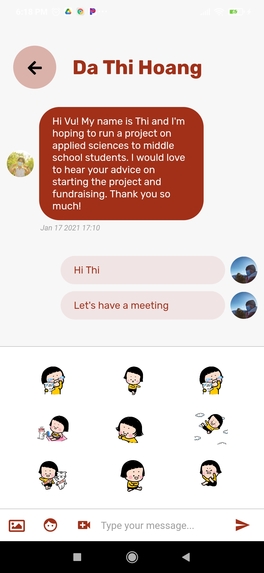 Da Thi Hoang
Hi Vu! My name is Thi and I'm
hoping to run a project on
applied sciences to middle
school students. I would love
to hear your advice on
starting the project and
fundraising. Thank you so
much!
Jan 17 2021 17:10
Hi Thi
Let's have a meeting
Type your message...